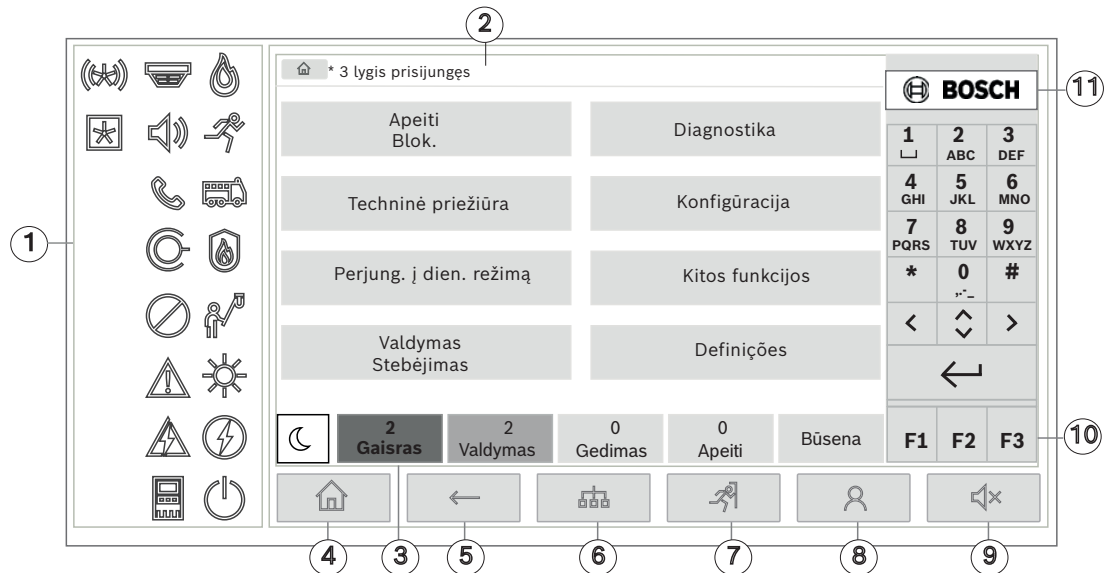 2
* 3 lygis prisijungęs
BOSCH
11
Apeiti
Blok.
Diagnostika
Techninė priežiūra
Konfigūracija
Perjung. į dien. režimą
Kitos funkcijos
Valdymas
Stebėjimas
Definições
1
2 ABC
3 DEF
4 GHI
5 JKL
6 MNO
7 PQRS
8 TUV
9 WXYZ
*
0 ,.-_
#
<
>
1
2
Gaisras
2
Valdymas
0
Gedimas
0
Apeiti
Būsena
F1 F2 F3
10
4
3
5
6
7
8
9